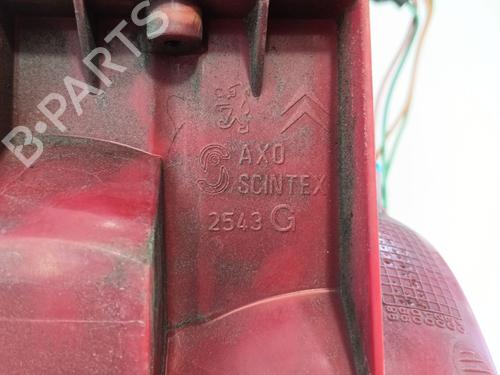 B-PARTS
AXO
SCINTEX
2543 G